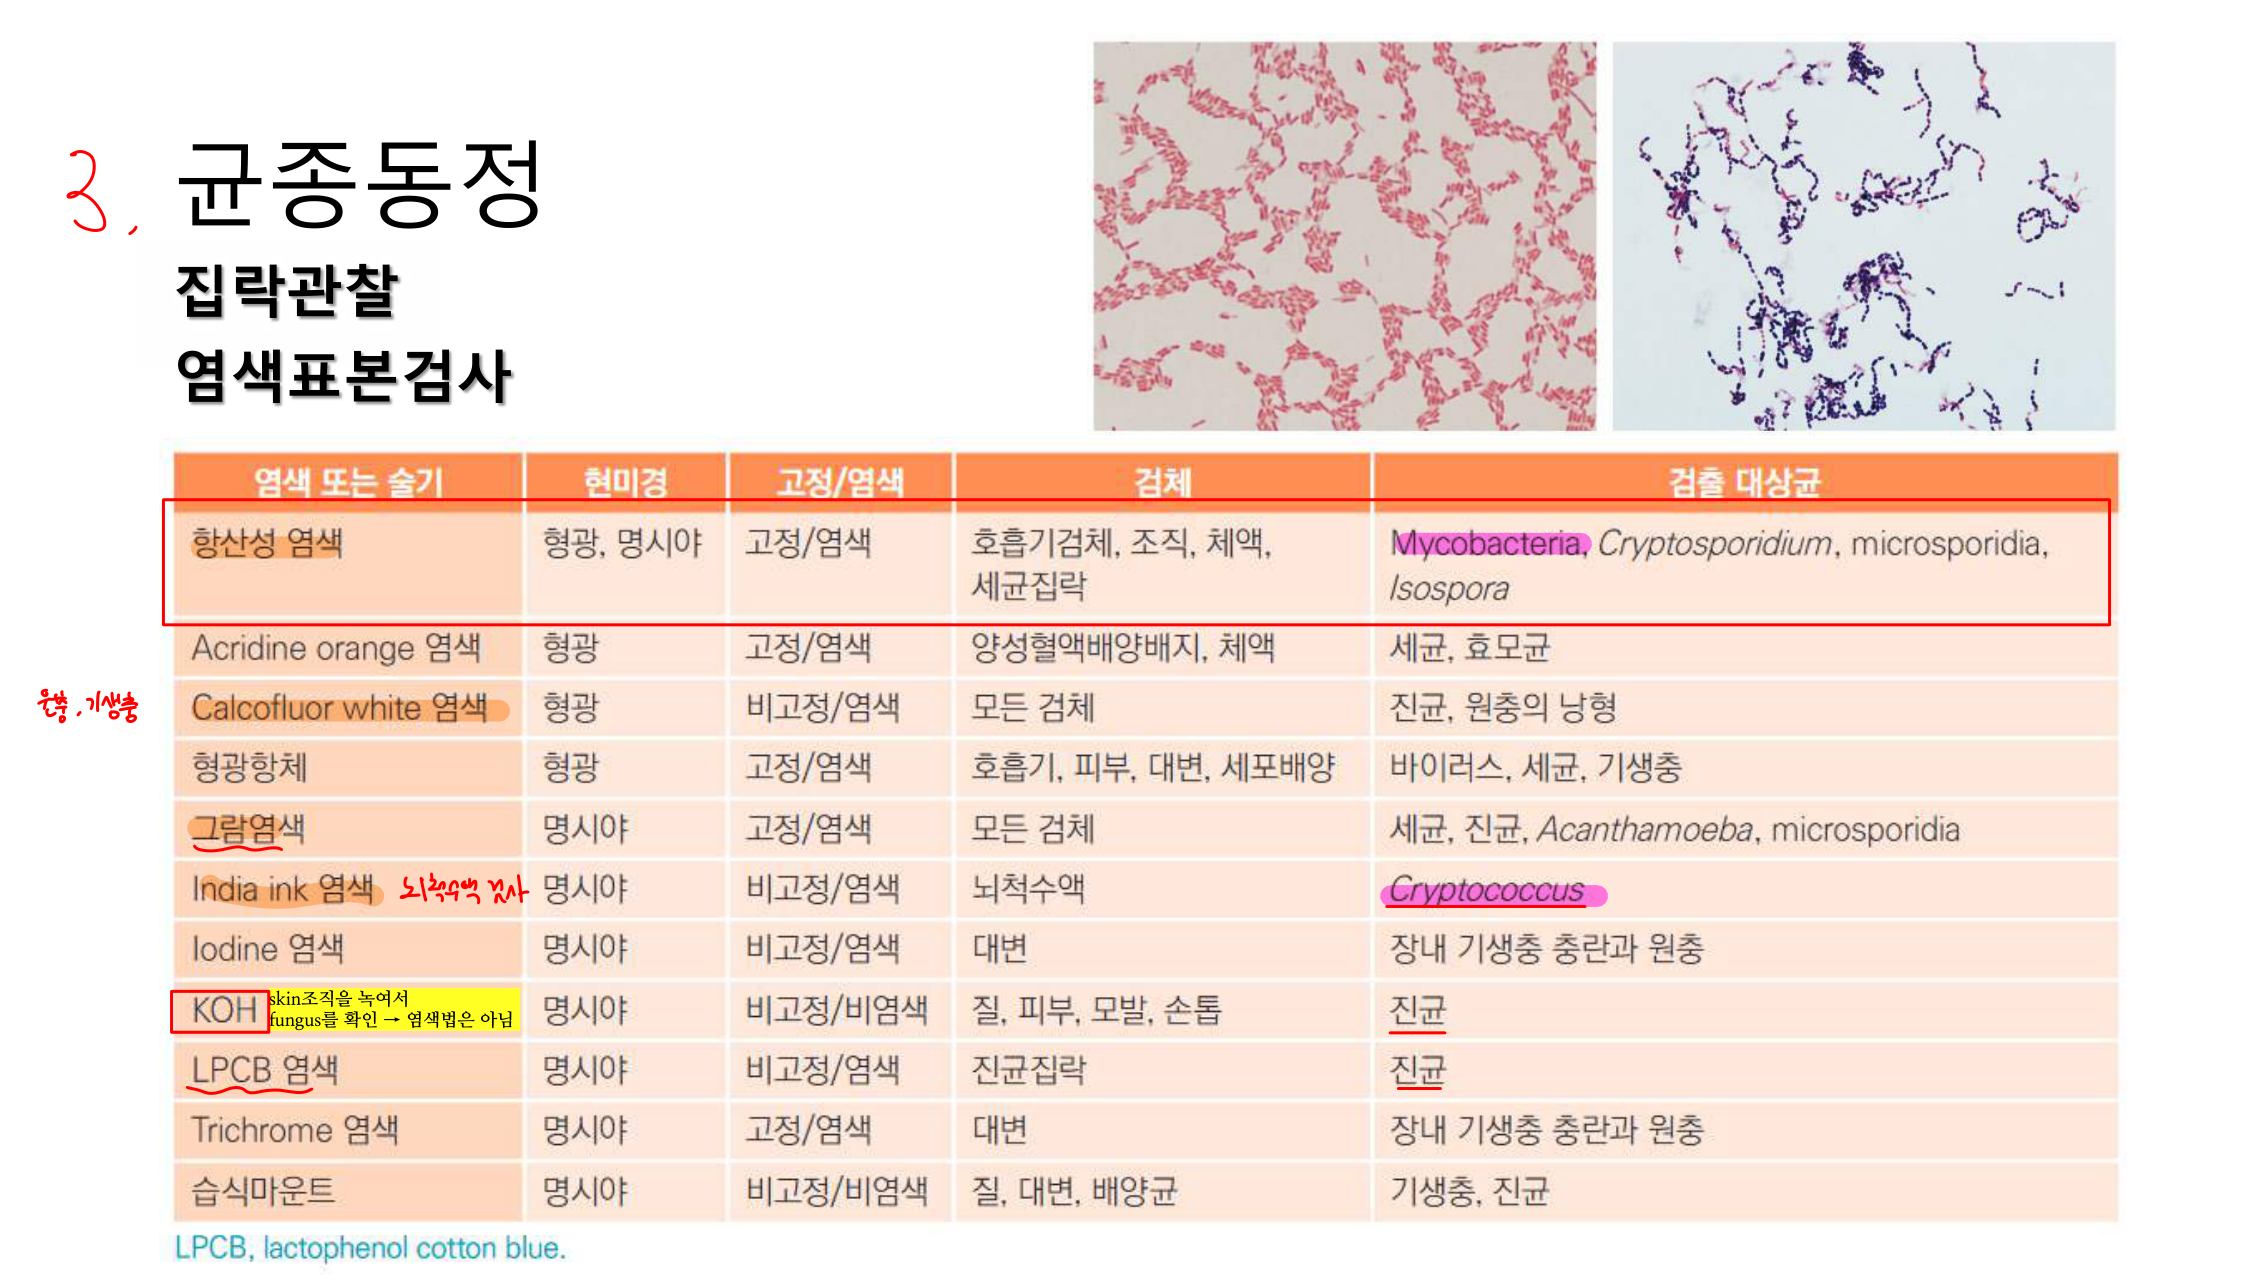 3. 균종동정
집락관찰
염색표본검사
염색 또는 술기 현미경 고정/염색 검체 검출 대상균
항산성 염색 형광, 명시야 고정/염색 호흡기검체, 조직, 체액, Mycobacteria, Cryptosporidium, microsporidia,
세균집락 Isospora
Acridine orange 염색 형광 고정/염색 양성혈액배양배지, 체액 세균, 효모균
원충, 기생충 Calcofluor white 염색 형광 비고정/염색 모든 검체 진균, 원충의 낭형
형광항체 형광 고정/염색 호흡기, 피부, 대변, 세포배양 바이러스, 세균, 기생충
그람염색 명시야 고정/염색 모든 검체 세균, 진균, Acanthamoeba, microsporidia
India ink 염색 뇌척수액 검사 명시야 비고정/염색 뇌척수액 Cryptococcus
Iodine 염색 명시야 비고정/염색 대변 장내 기생충 충란과 원충
KOH skin조직을 녹여서
fungus를 확인 → 염색법은 아님 명시야 비고정/비염색 질, 피부, 모발, 손톱 진균
LPCB 염색 명시야 비고정/염색 진균집락 진균
Trichrome 염색 명시야 고정/염색 대변 장내 기생충 충란과 원충
습식마운트 명시야 비고정/비염색 질, 대변, 배양균 기생충, 진균
LPCB, lactophenol cotton blue.